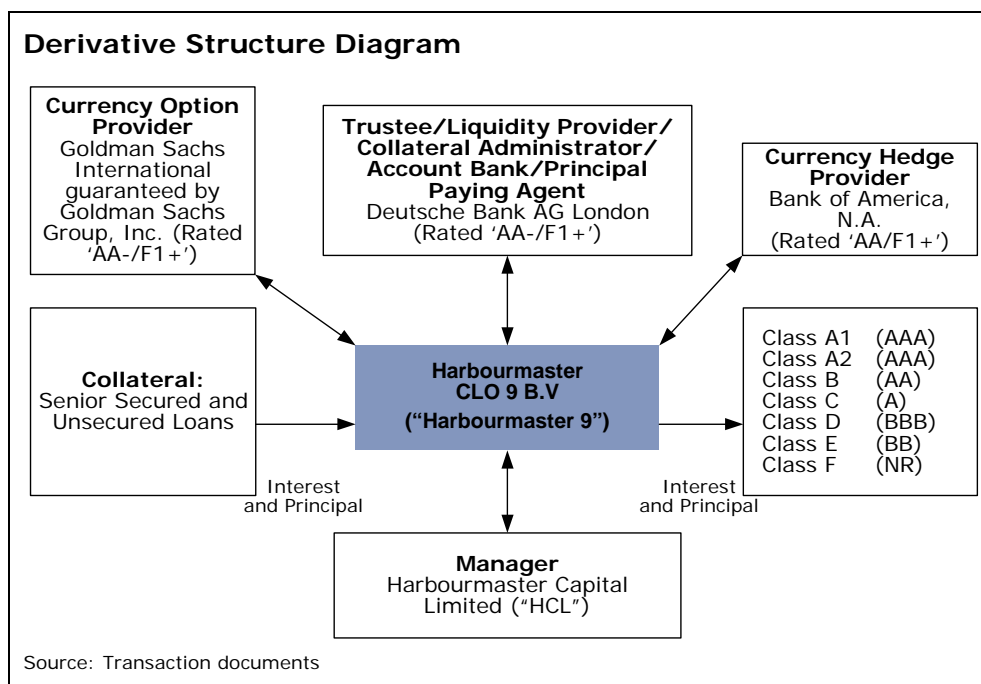 Derivative Structure Diagram
Currency Option
Provider
Goldman Sachs
International
guaranteed by
Goldman Sachs
Group, Inc. (Rated
‘AA-/F1+’)
Trustee/Liquidity Provider/
Collateral Administrator/
Account Bank/Principal
Paying Agent
Deutsche Bank AG London
(Rated ‘AA-/F1+’)
Currency Hedge
Provider
Bank of America,
N.A.
(Rated ‘AA/F1+’)
Collateral:
Senior Secured and
Unsecured Loans
Harbourmaster
CLO 9 B.V
(“Harbourmaster 9”)
Class A1 (AAA)
Class A2 (AAA)
Class B (AA)
Class C (A)
Class D (BBB)
Class E (BB)
Class F (NR)
Interest
and Principal
Interest
and Principal
Manager
Harbourmaster Capital
Limited (“HCL”)
Source: Transaction documents